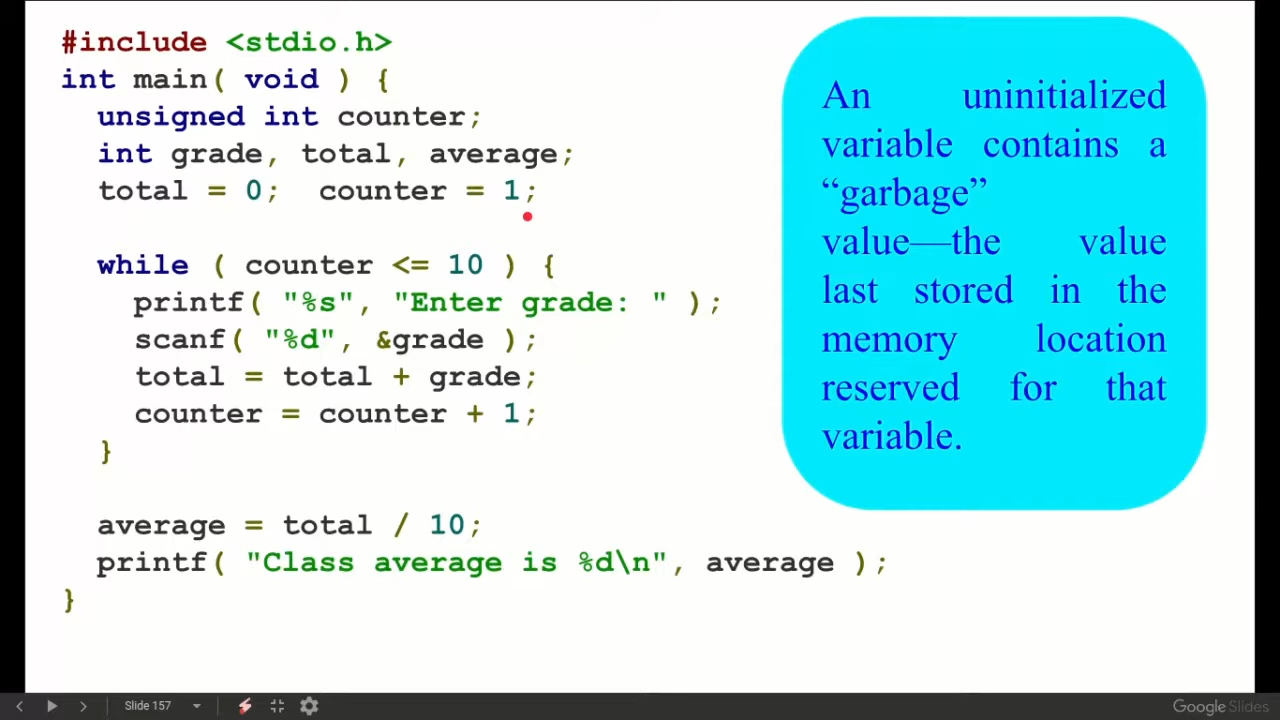 #include <stdio.h>
int main( void ) {
unsigned int counter;
int grade, total, average;
total = 0;  counter = 1;
while ( counter <= 10 ) {
printf( "%s", "Enter grade: " );
scanf( "%d", &grade );
total = total + grade;
counter = counter + 1;
}
average = total / 10;
printf( "Class average is %d\n", average );
}
An uninitialized
variable contains a
“garbage”
value—the value
last stored in the
memory location
reserved for that
variable.
Slide 157
Google Slides